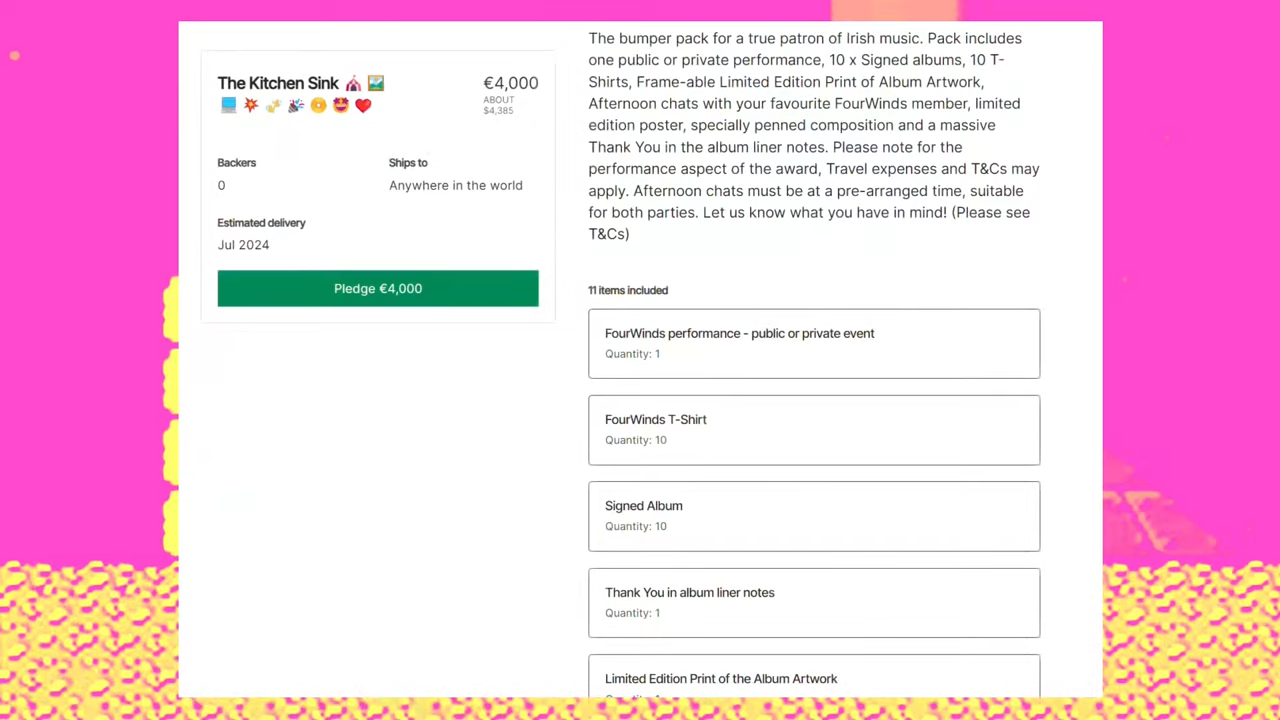 The Kitchen Sink 🎪 🖼️
💻 💥 🎺 🎉 📀 🤩 ❤️
€4,000
ABOUT
$4,385
Backers
0
Ships to
Anywhere in the world
Estimated delivery
Jul 2024
Pledge €4,000
The bumper pack for a true patron of Irish music. Pack includes
one public or private performance, 10 x Signed albums, 10 T-
Shirts, Frame-able Limited Edition Print of Album Artwork,
Afternoon chats with your favourite FourWinds member, limited
edition poster, specially penned composition and a massive
Thank You in the album liner notes. Please note for the
performance aspect of the award, Travel expenses and T&Cs may
apply. Afternoon chats must be at a pre-arranged time, suitable
for both parties. Let us know what you have in mind! (Please see
T&Cs)
11 items included
FourWinds performance - public or private event
Quantity: 1
FourWinds T-Shirt
Quantity: 10
Signed Album
Quantity: 10
Thank You in album liner notes
Quantity: 1
Limited Edition Print of the Album Artwork